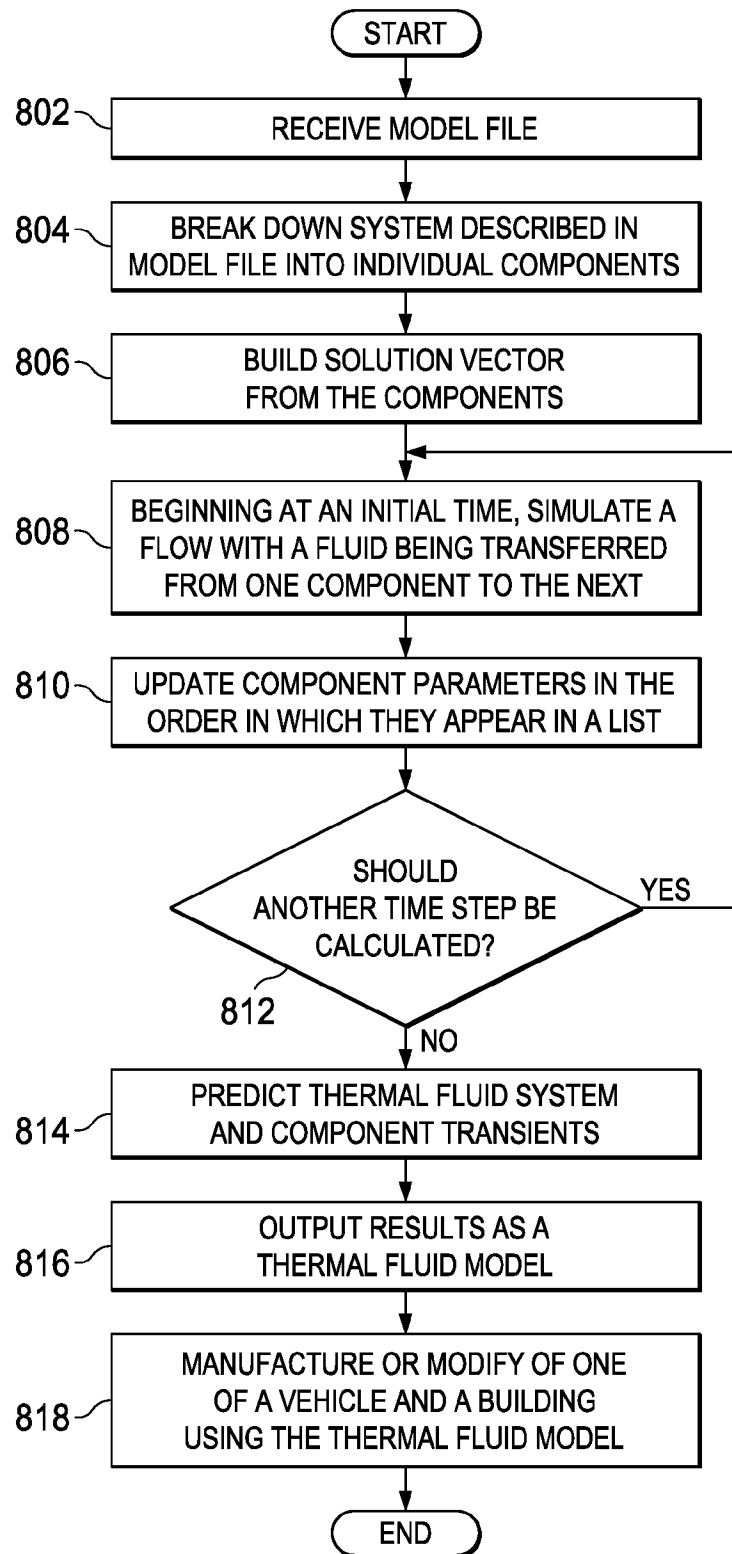 START
802
RECEIVE MODEL FILE
804
BREAK DOWN SYSTEM DESCRIBED IN
MODEL FILE INTO INDIVIDUAL COMPONENTS
806
BUILD SOLUTION VECTOR
FROM THE COMPONENTS
808
BEGINNING AT AN INITIAL TIME, SIMULATE A
FLOW WITH A FLUID BEING TRANSFERRED
FROM ONE COMPONENT TO THE NEXT
810
UPDATE COMPONENT PARAMETERS IN THE
ORDER IN WHICH THEY APPEAR IN A LIST
SHOULD
ANOTHER TIME STEP BE
CALCULATED?
YES
812
NO
814
PREDICT THERMAL FLUID SYSTEM
AND COMPONENT TRANSIENTS
816
OUTPUT RESULTS AS A
THERMAL FLUID MODEL
818
MANUFACTURE OR MODIFY OF ONE
OF A VEHICLE AND A BUILDING
USING THE THERMAL FLUID MODEL
END